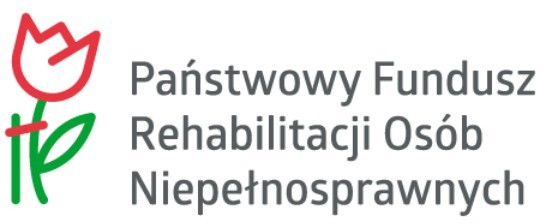 Państwowy Fundusz
Rehabilitacji Osób
Niepełnosprawnych